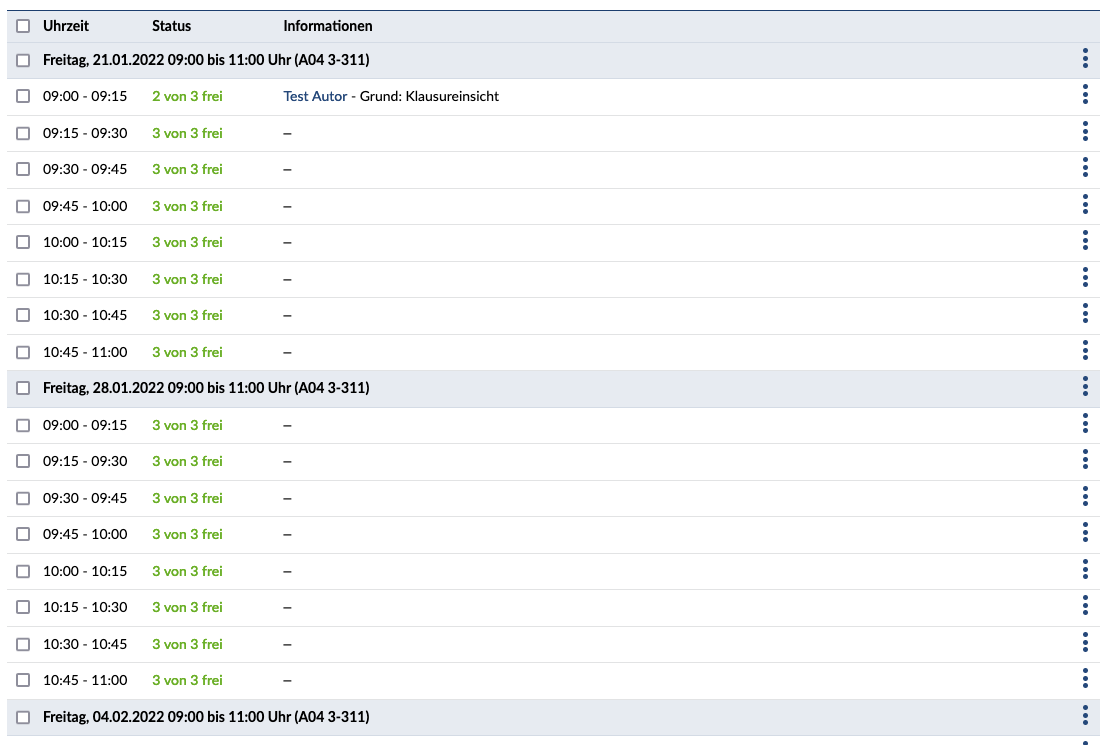 Uhrzeit Status Informationen
Freitag, 21.01.2022 09:00 bis 11:00 Uhr (A04 3-311)
09:00 - 09:15 2 von 3 frei Test Autor - Grund: Klausureinsicht
09:15 - 09:30 3 von 3 frei –
09:30 - 09:45 3 von 3 frei –
09:45 - 10:00 3 von 3 frei –
10:00 - 10:15 3 von 3 frei –
10:15 - 10:30 3 von 3 frei –
10:30 - 10:45 3 von 3 frei –
10:45 - 11:00 3 von 3 frei –
Freitag, 28.01.2022 09:00 bis 11:00 Uhr (A04 3-311)
09:00 - 09:15 3 von 3 frei –
09:15 - 09:30 3 von 3 frei –
09:30 - 09:45 3 von 3 frei –
09:45 - 10:00 3 von 3 frei –
10:00 - 10:15 3 von 3 frei –
10:15 - 10:30 3 von 3 frei –
10:30 - 10:45 3 von 3 frei –
10:45 - 11:00 3 von 3 frei –
Freitag, 04.02.2022 09:00 bis 11:00 Uhr (A04 3-311)